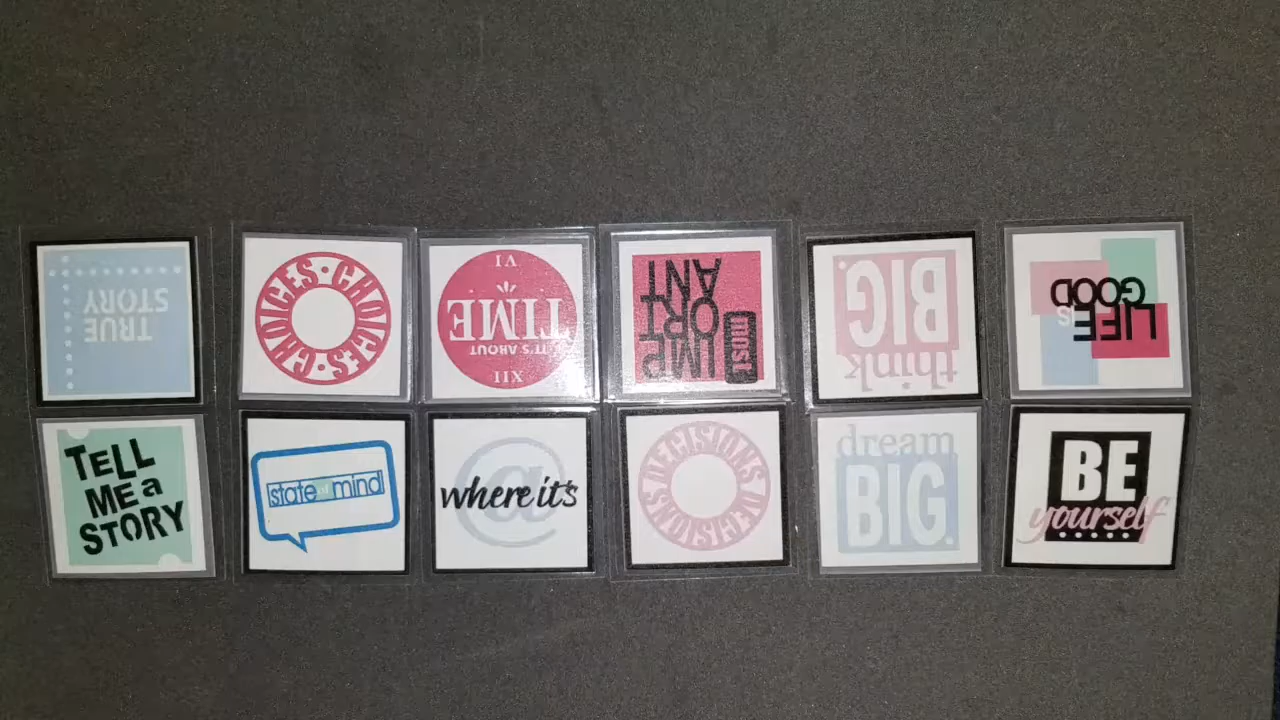 TRUE
STORY
CHOICES · CHOICES ·
XII
IT'S ABOUT
TIME
VI
most
IMP
ORT
ANT
think
BIG.
LIFE
is
GOOD
TELL
ME a
STORY
state of mind
@
where it's
DECISIONS DECISIONS
dream
BIG.
BE
yourself